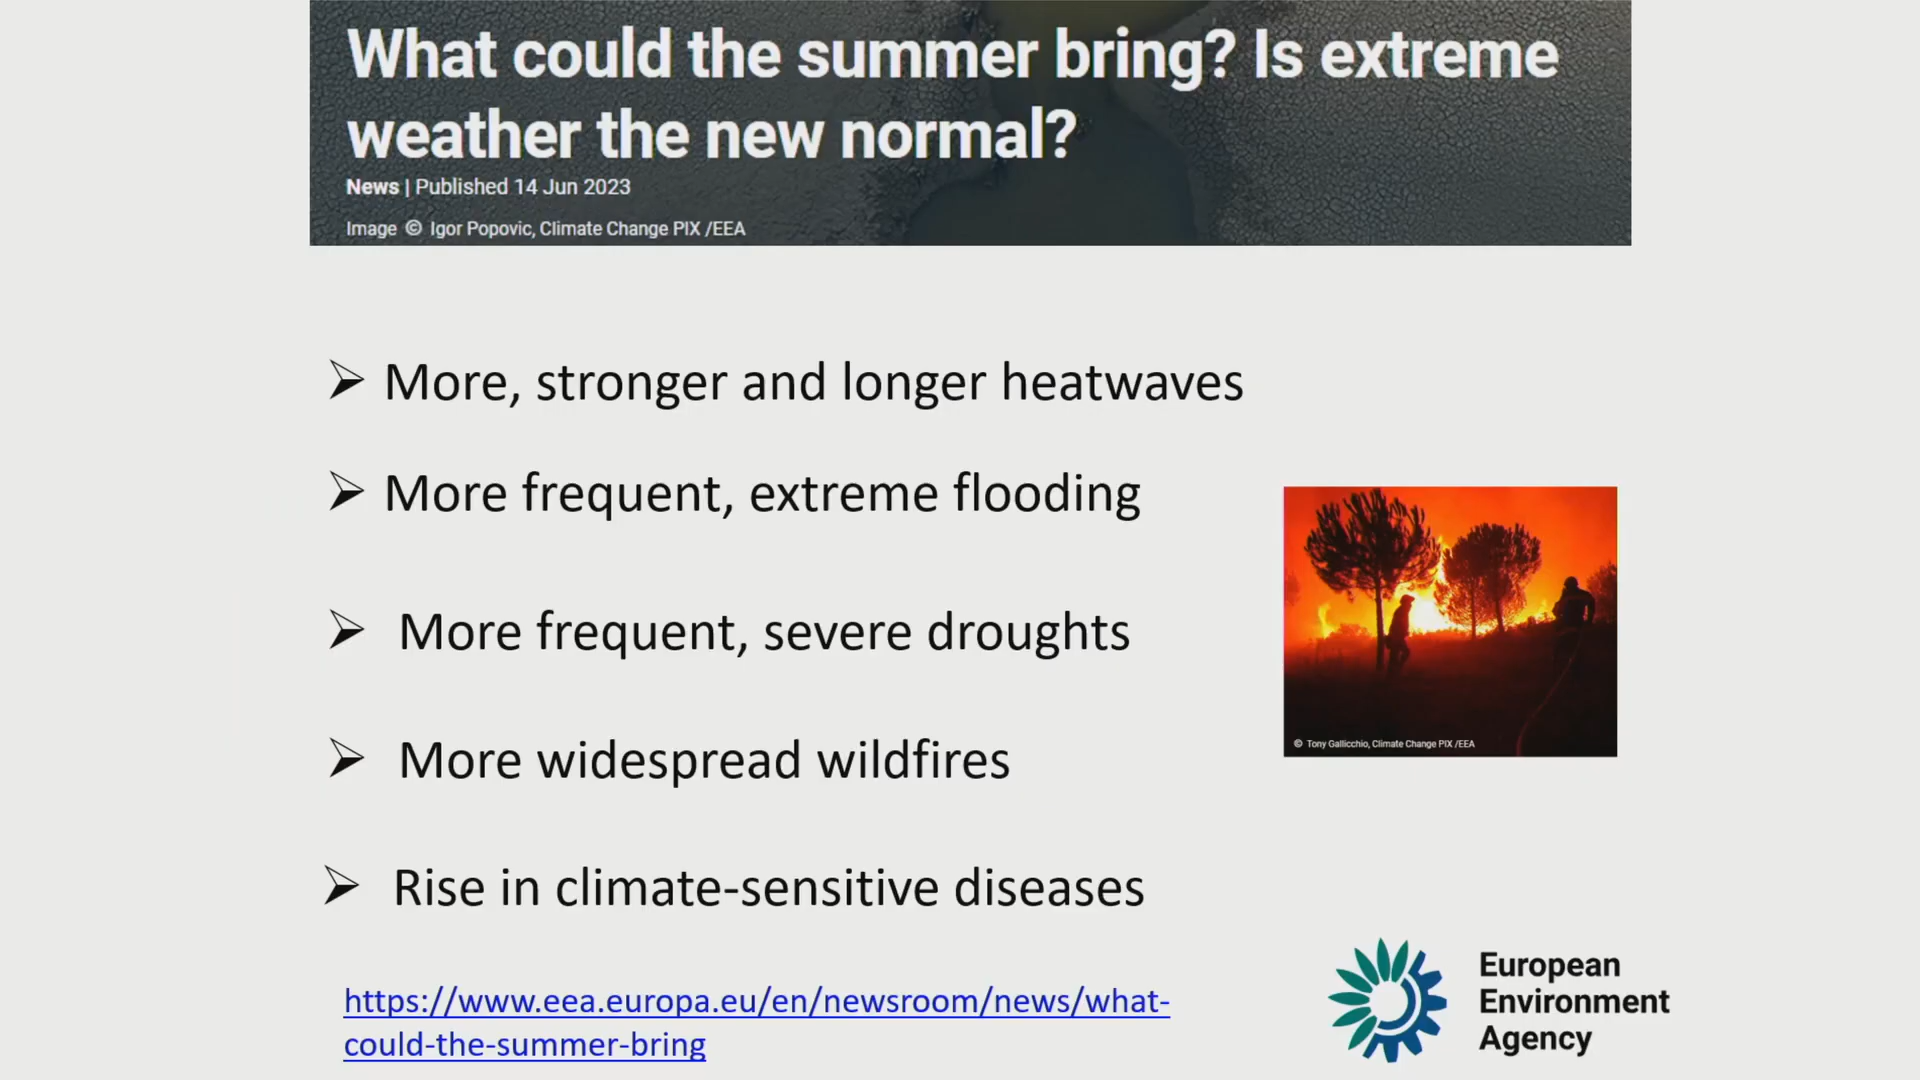 What could the summer bring? Is extreme
weather the new normal?
News | Published 14 Jun 2023
Image © Igor Popovic, Climate Change PIX /EEA
➢ More, stronger and longer heatwaves
➢ More frequent, extreme flooding
➢ More frequent, severe droughts
➢ More widespread wildfires
© Tony Gallicchio, Climate Change PIX /EEA
➢ Rise in climate-sensitive diseases
https://www.eea.europa.eu/en/newsroom/news/what-
could-the-summer-bring
European
Environment
Agency